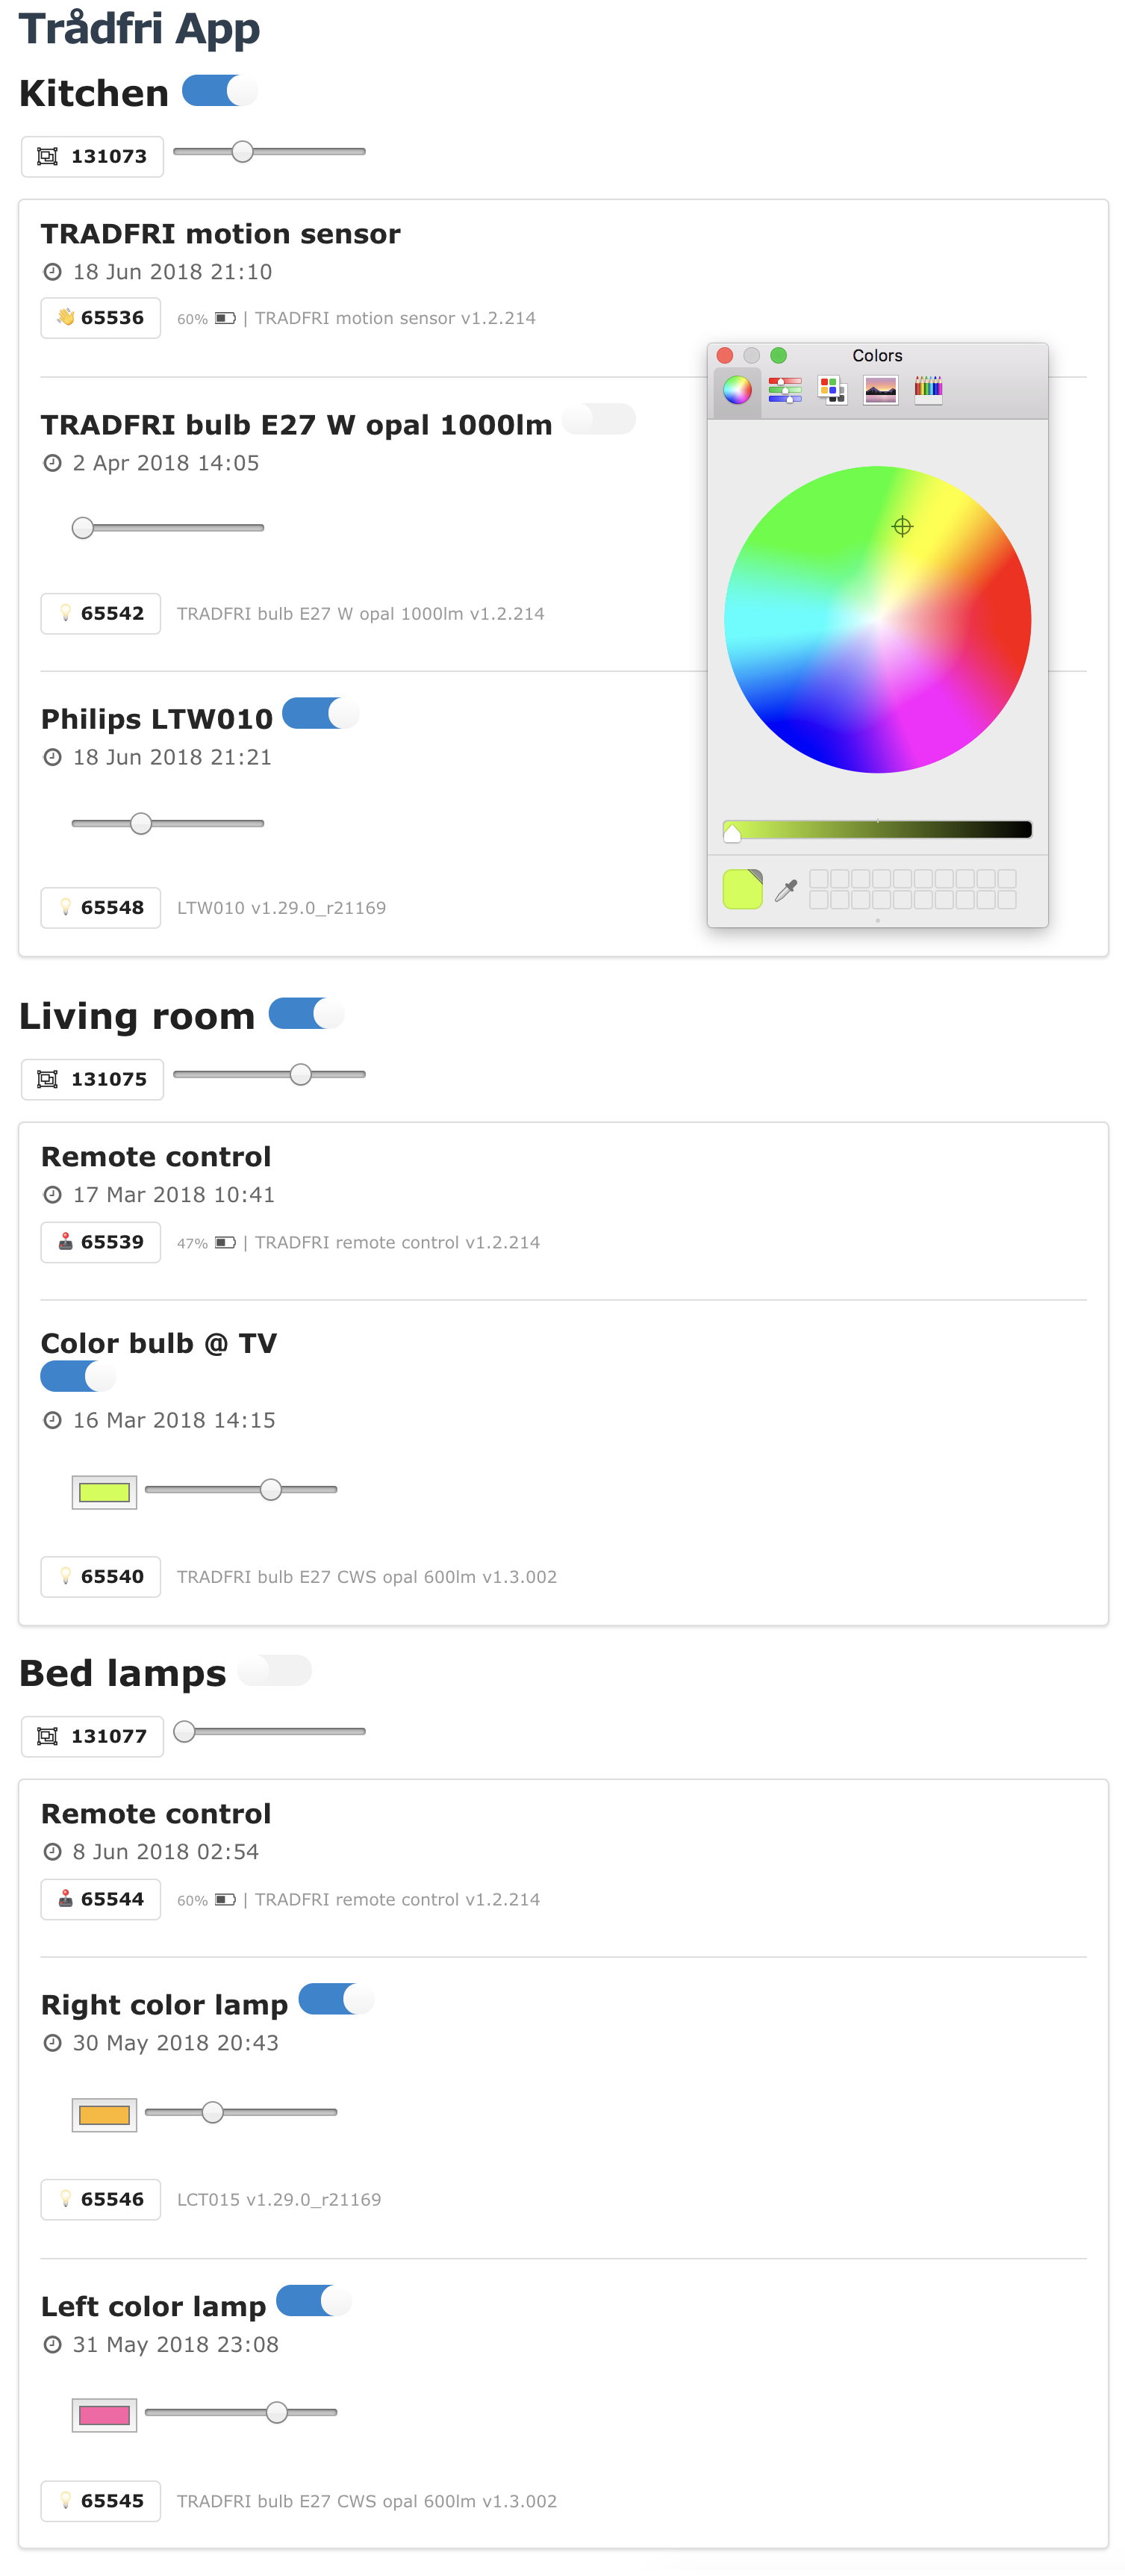 Trådfri App
Kitchen
131073
TRADFRI motion sensor
18 Jun 2018 21:10
65536 60% | TRADFRI motion sensor v1.2.214
Colors
TRADFRI bulb E27 W opal 1000lm
2 Apr 2018 14:05
65542 TRADFRI bulb E27 W opal 1000lm v1.2.214
Philips LTW010
18 Jun 2018 21:21
65548 LTW010 v1.29.0_r21169
Living room
131075
Remote control
17 Mar 2018 10:41
65539 47% | TRADFRI remote control v1.2.214
Color bulb @ TV
16 Mar 2018 14:15
65540 TRADFRI bulb E27 CWS opal 600lm v1.3.002
Bed lamps
131077
Remote control
8 Jun 2018 02:54
65544 60% | TRADFRI remote control v1.2.214
Right color lamp
30 May 2018 20:43
65546 LCT015 v1.29.0_r21169
Left color lamp
31 May 2018 23:08
65545 TRADFRI bulb E27 CWS opal 600lm v1.3.002